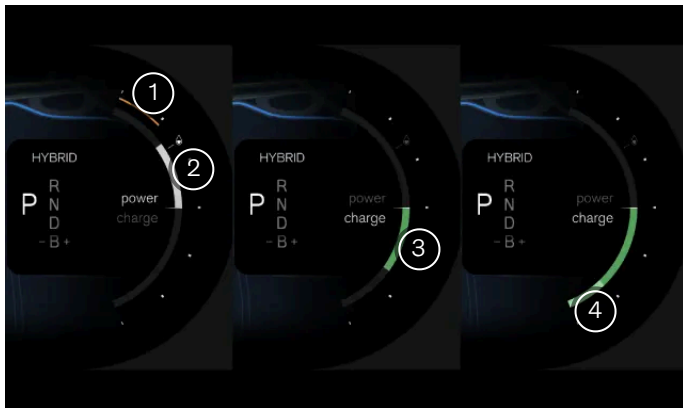 1
2
HYBRID
P
R
N
D
- B +
power
charge
HYBRID
P
R
N
D
- B +
power
charge
3
HYBRID
P
R
N
D
- B +
power
charge
4